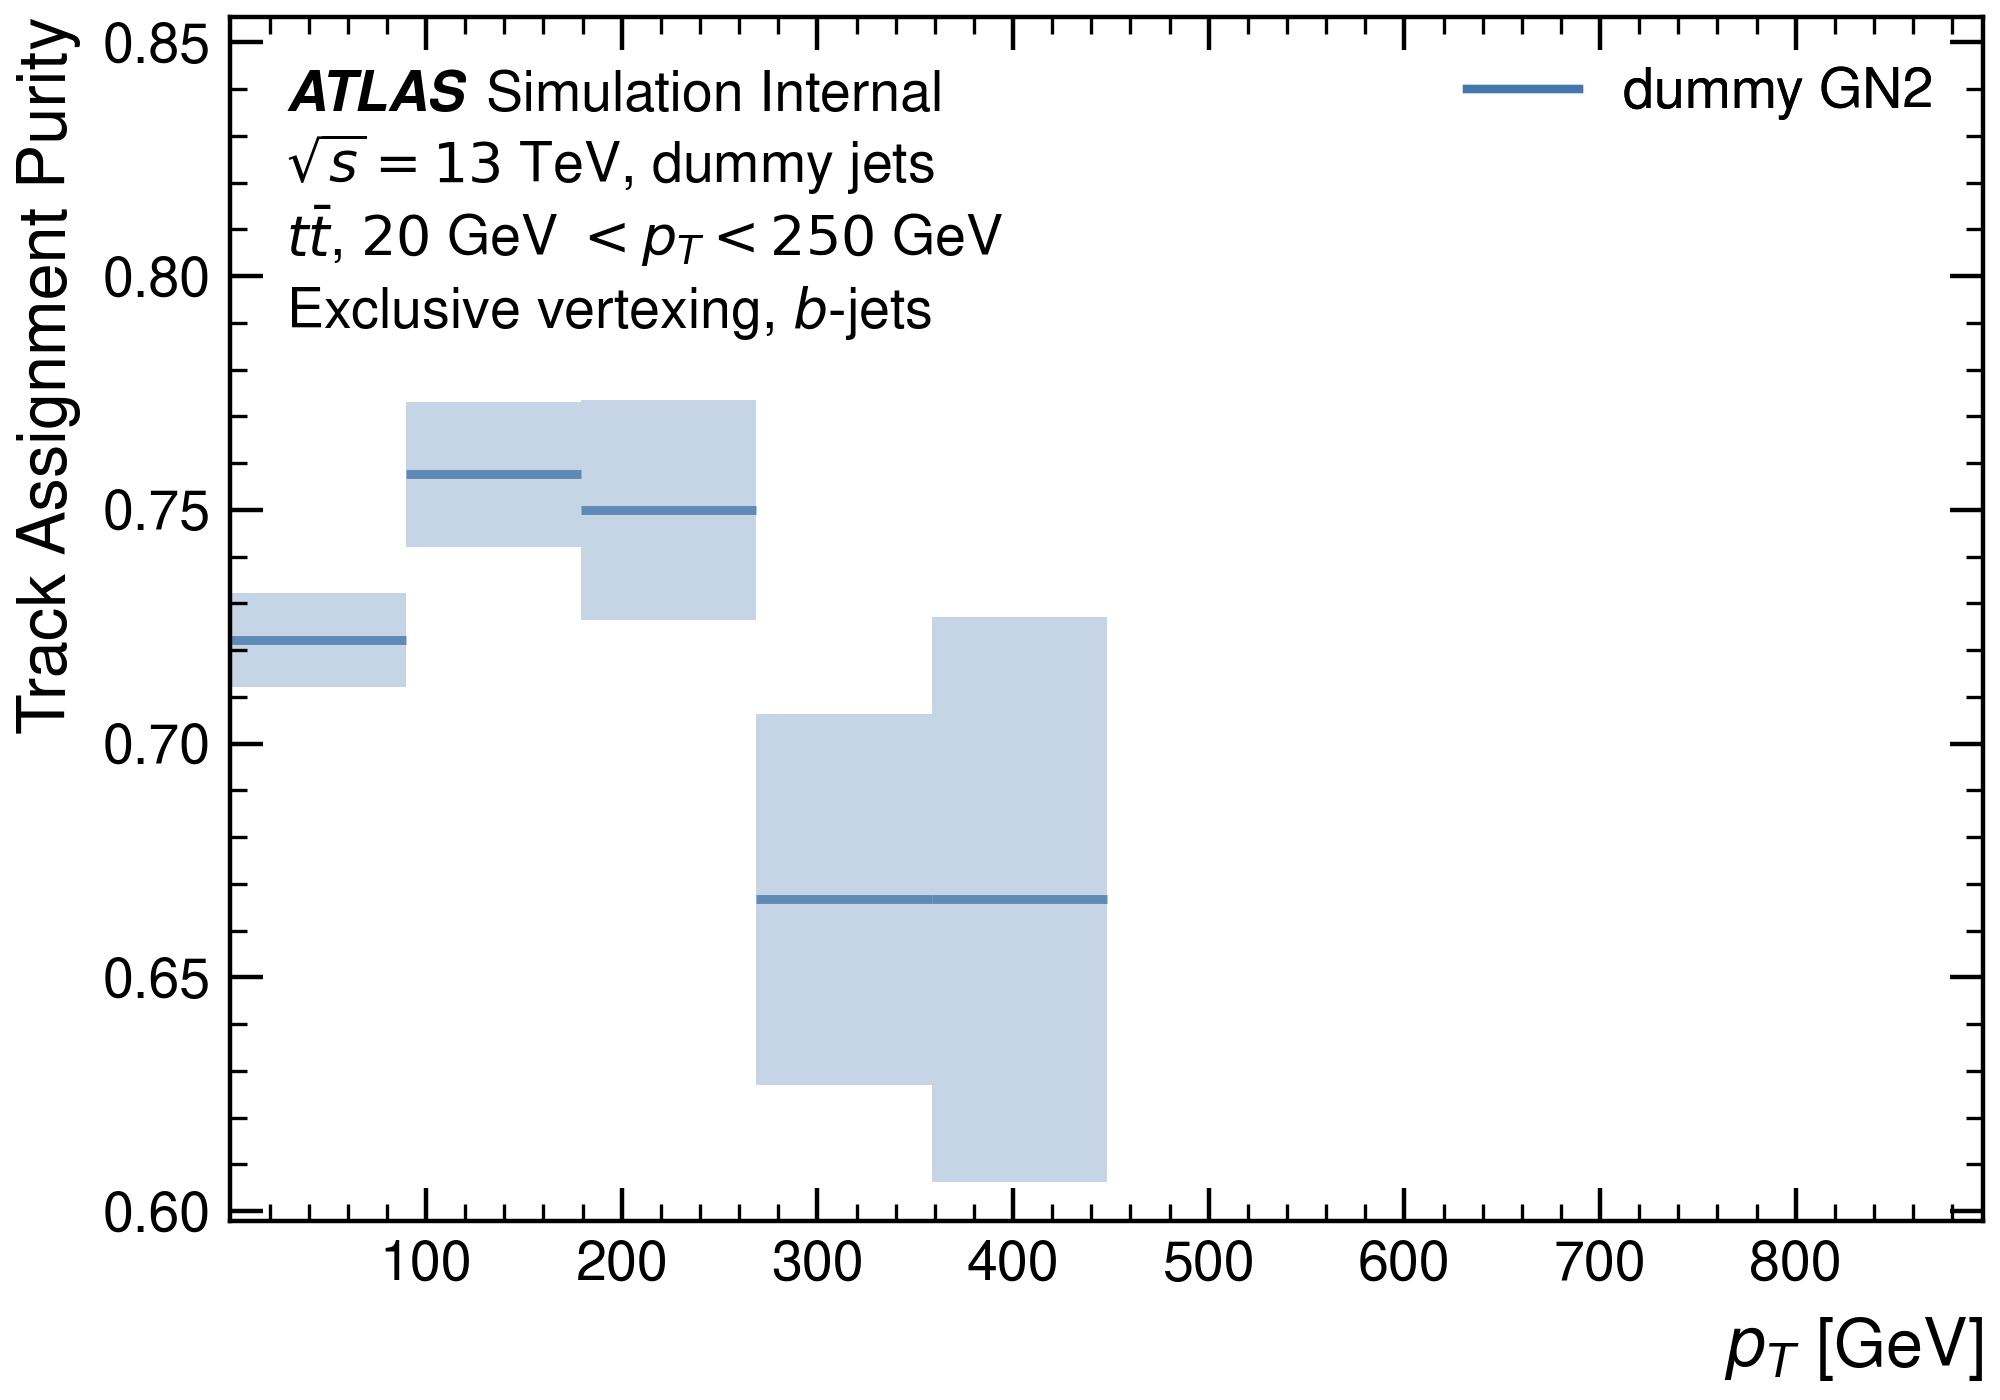 Track Assignment Purity
0.85
0.80
0.75
0.70
0.65
0.60
ATLAS Simulation Internal
√s = 13 TeV, dummy jets
tt̄, 20 GeV < p_T < 250 GeV
Exclusive vertexing, b-jets
dummy GN2
100 200 300 400 500 600 700 800
p_T [GeV]